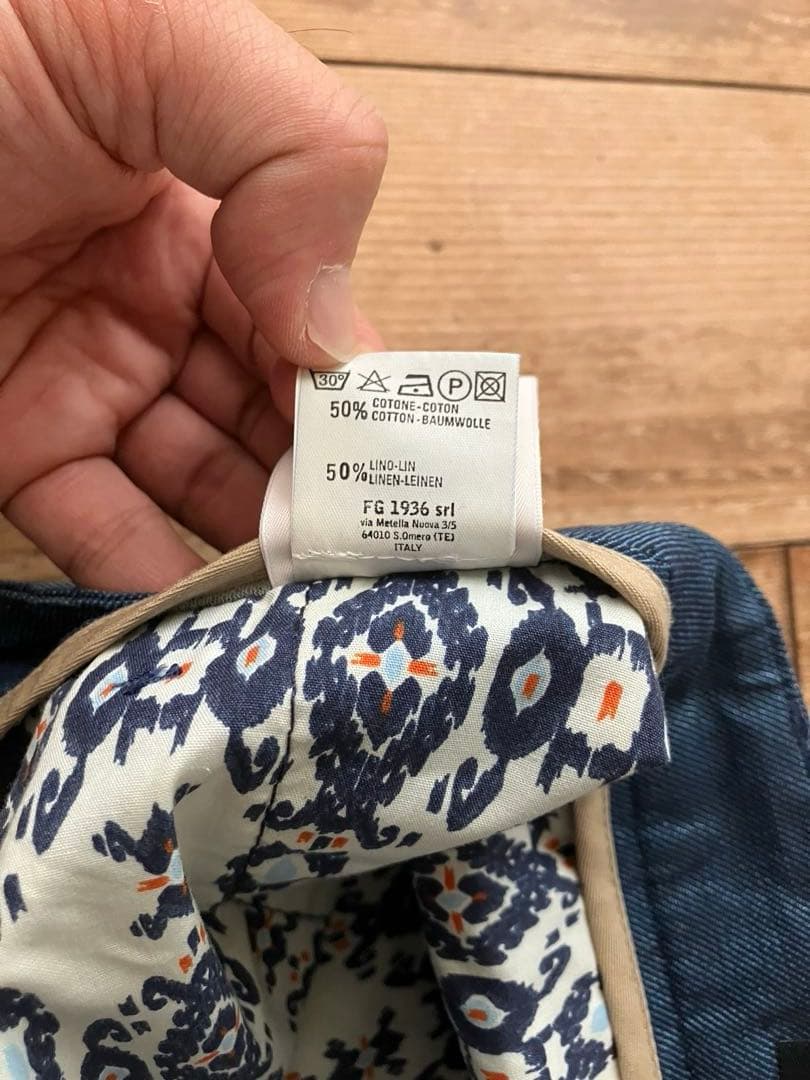 30° P
50% COTONE-COTON
COTTON-BAUMWOLLE
50% LINO-LIN
LINEN-LEINEN
FG 1936 srl
via Metella Nuova 3/5
64010 S.Omero (TE)
ITALY